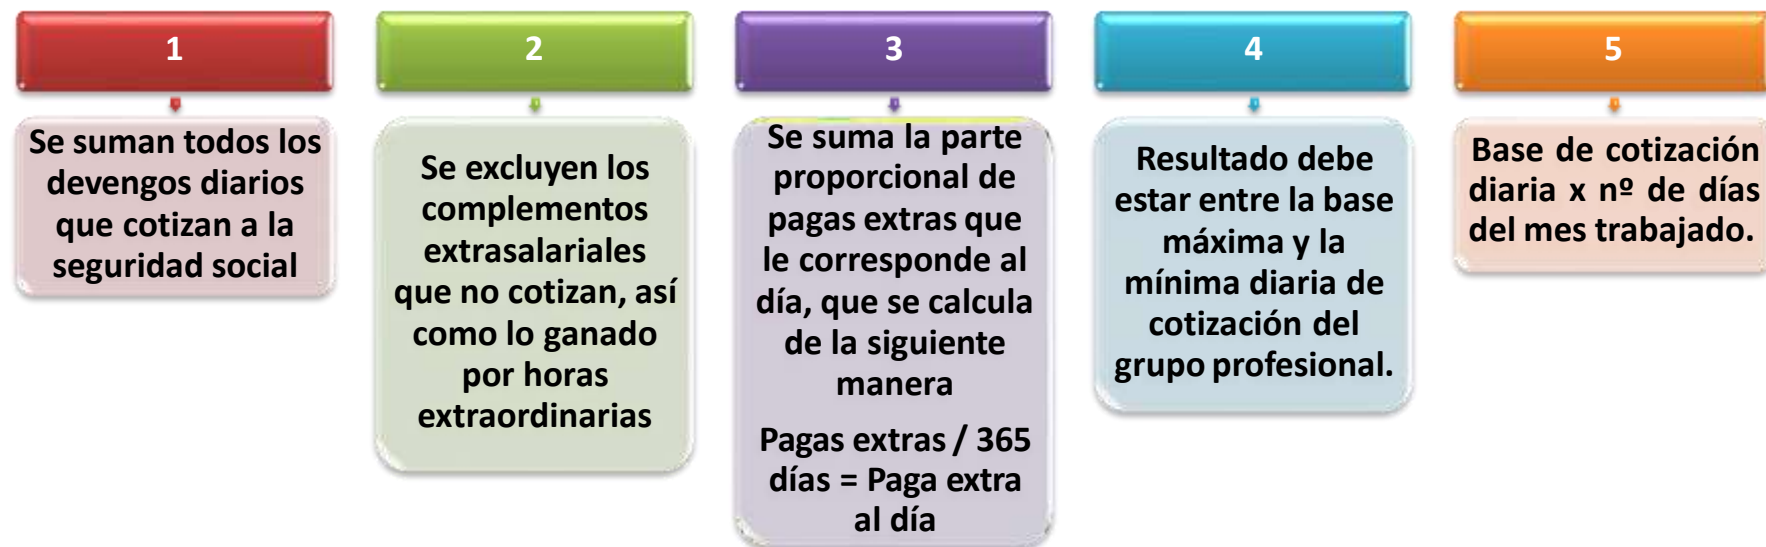 1
Se suman todos los
devengos diarios
que cotizan a la
seguridad social
2
Se excluyen los
complementos
extrasalariales
que no cotizan, así
como lo ganado
por horas
extraordinarias
3
Se suma la parte
proporcional de
pagas extras que
le corresponde al
día, que se calcula
de la siguiente
manera
Pagas extras / 365
días = Paga extra
al día
4
Resultado debe
estar entre la base
máxima y la
mínima diaria de
cotización del
grupo profesional.
5
Base de cotización
diaria x nº de días
del mes trabajado.